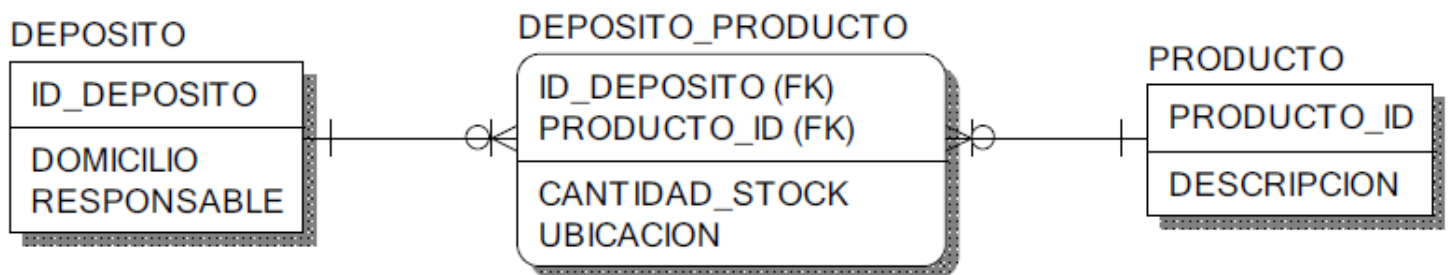 DEPOSITO
ID_DEPOSITO
DOMICILIO
RESPONSABLE
DEPOSITO_PRODUCTO
ID_DEPOSITO (FK)
PRODUCTO_ID (FK)
CANTIDAD_STOCK
UBICACION
PRODUCTO
PRODUCTO_ID
DESCRIPCION